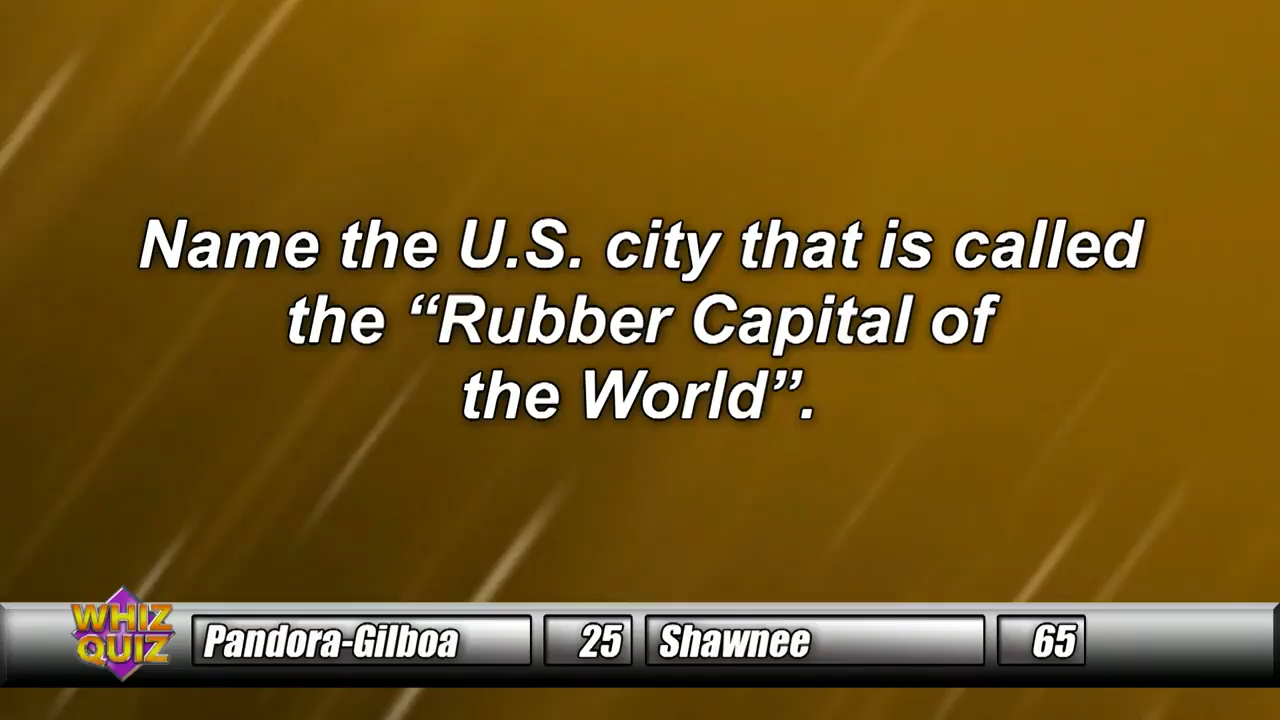 Name the U.S. city that is called
the “Rubber Capital of
the World”.
WHIZ
QUIZ
Pandora-Gilboa 25 Shawnee 65